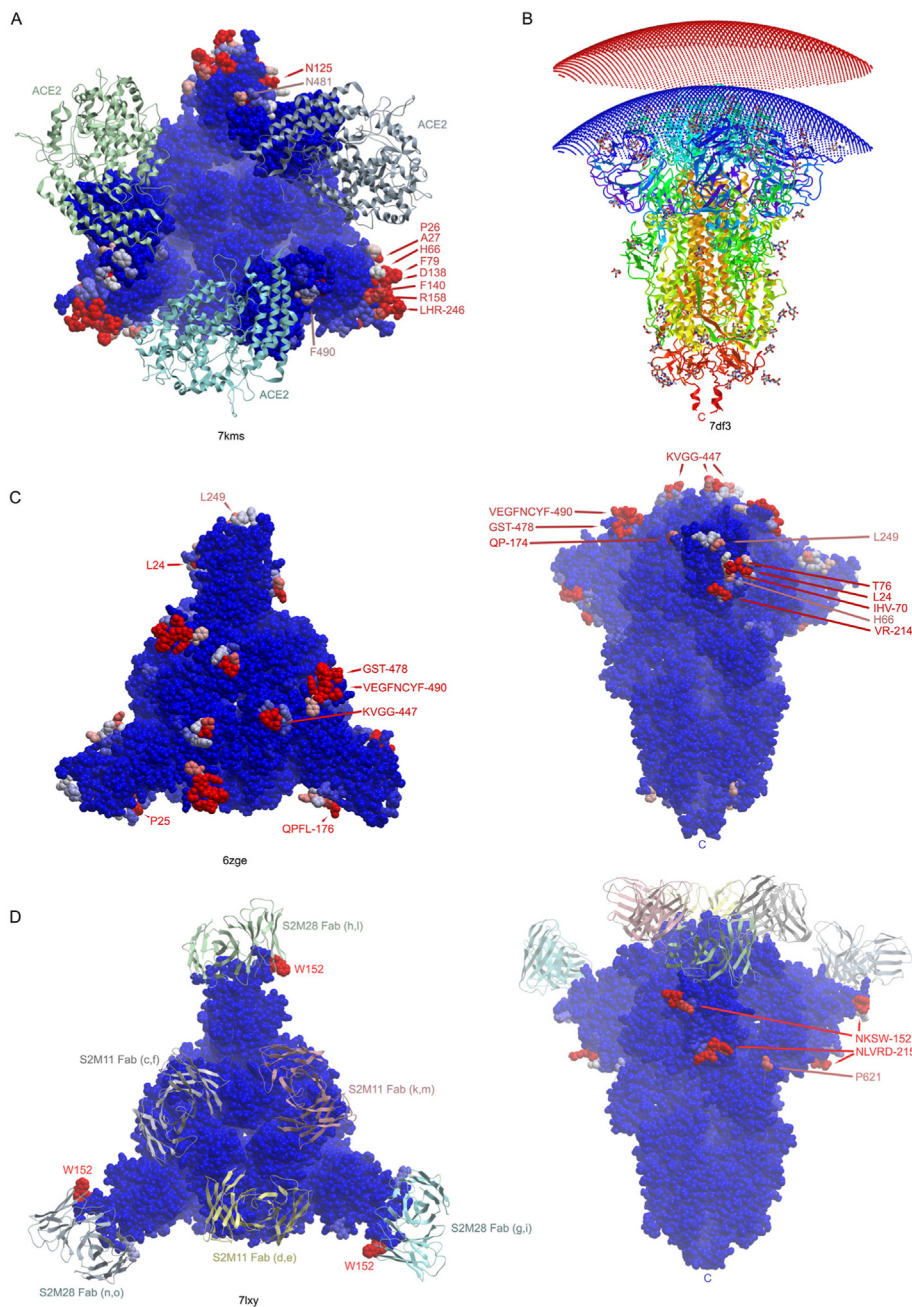 A
ACE2
N125
N481
ACE2
P26
A27
H66
F79
D138
F140
R158
LHR-246
F490
ACE2
7kms
B
C
7df3
C
L249
L24
GST-478
VEGFNCYF-490
KVGG-447
P25
QPFL-176
6zge
KVGG-447
VEGFNCYF-490
GST-478
QP-174
L249
T76
L24
IHV-70
H66
VR-214
C
D
S2M28 Fab (h,l)
W152
S2M11 Fab (c,f)
S2M11 Fab (k,m)
W152
S2M28 Fab (g,i)
S2M11 Fab (d,e)
W152
S2M28 Fab (n,o)
7lxy
NKSW-152
NLVRD-215
P621
C